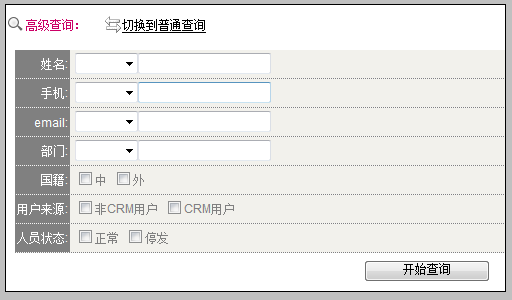 高级查询： 切换到普通查询
姓名:
手机:
email:
部门:
国籍: 中 外
用户来源: 非CRM用户 CRM用户
人员状态: 正常 停发
开始查询